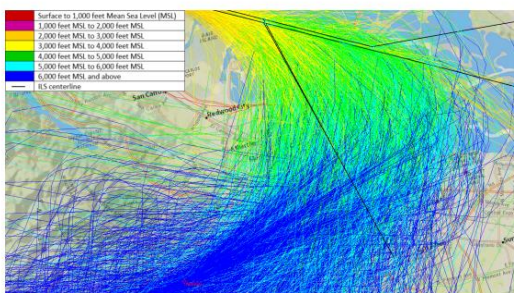 Surface to 1,000 feet Mean Sea Level (MSL)
1,000 feet MSL to 2,000 feet MSL
2,000 feet MSL to 3,000 feet MSL
3,000 feet MSL to 4,000 feet MSL
4,000 feet MSL to 5,000 feet MSL
5,000 feet MSL to 6,000 feet MSL
6,000 feet MSL and above
ILS centerline
San Carlos
Redwood City